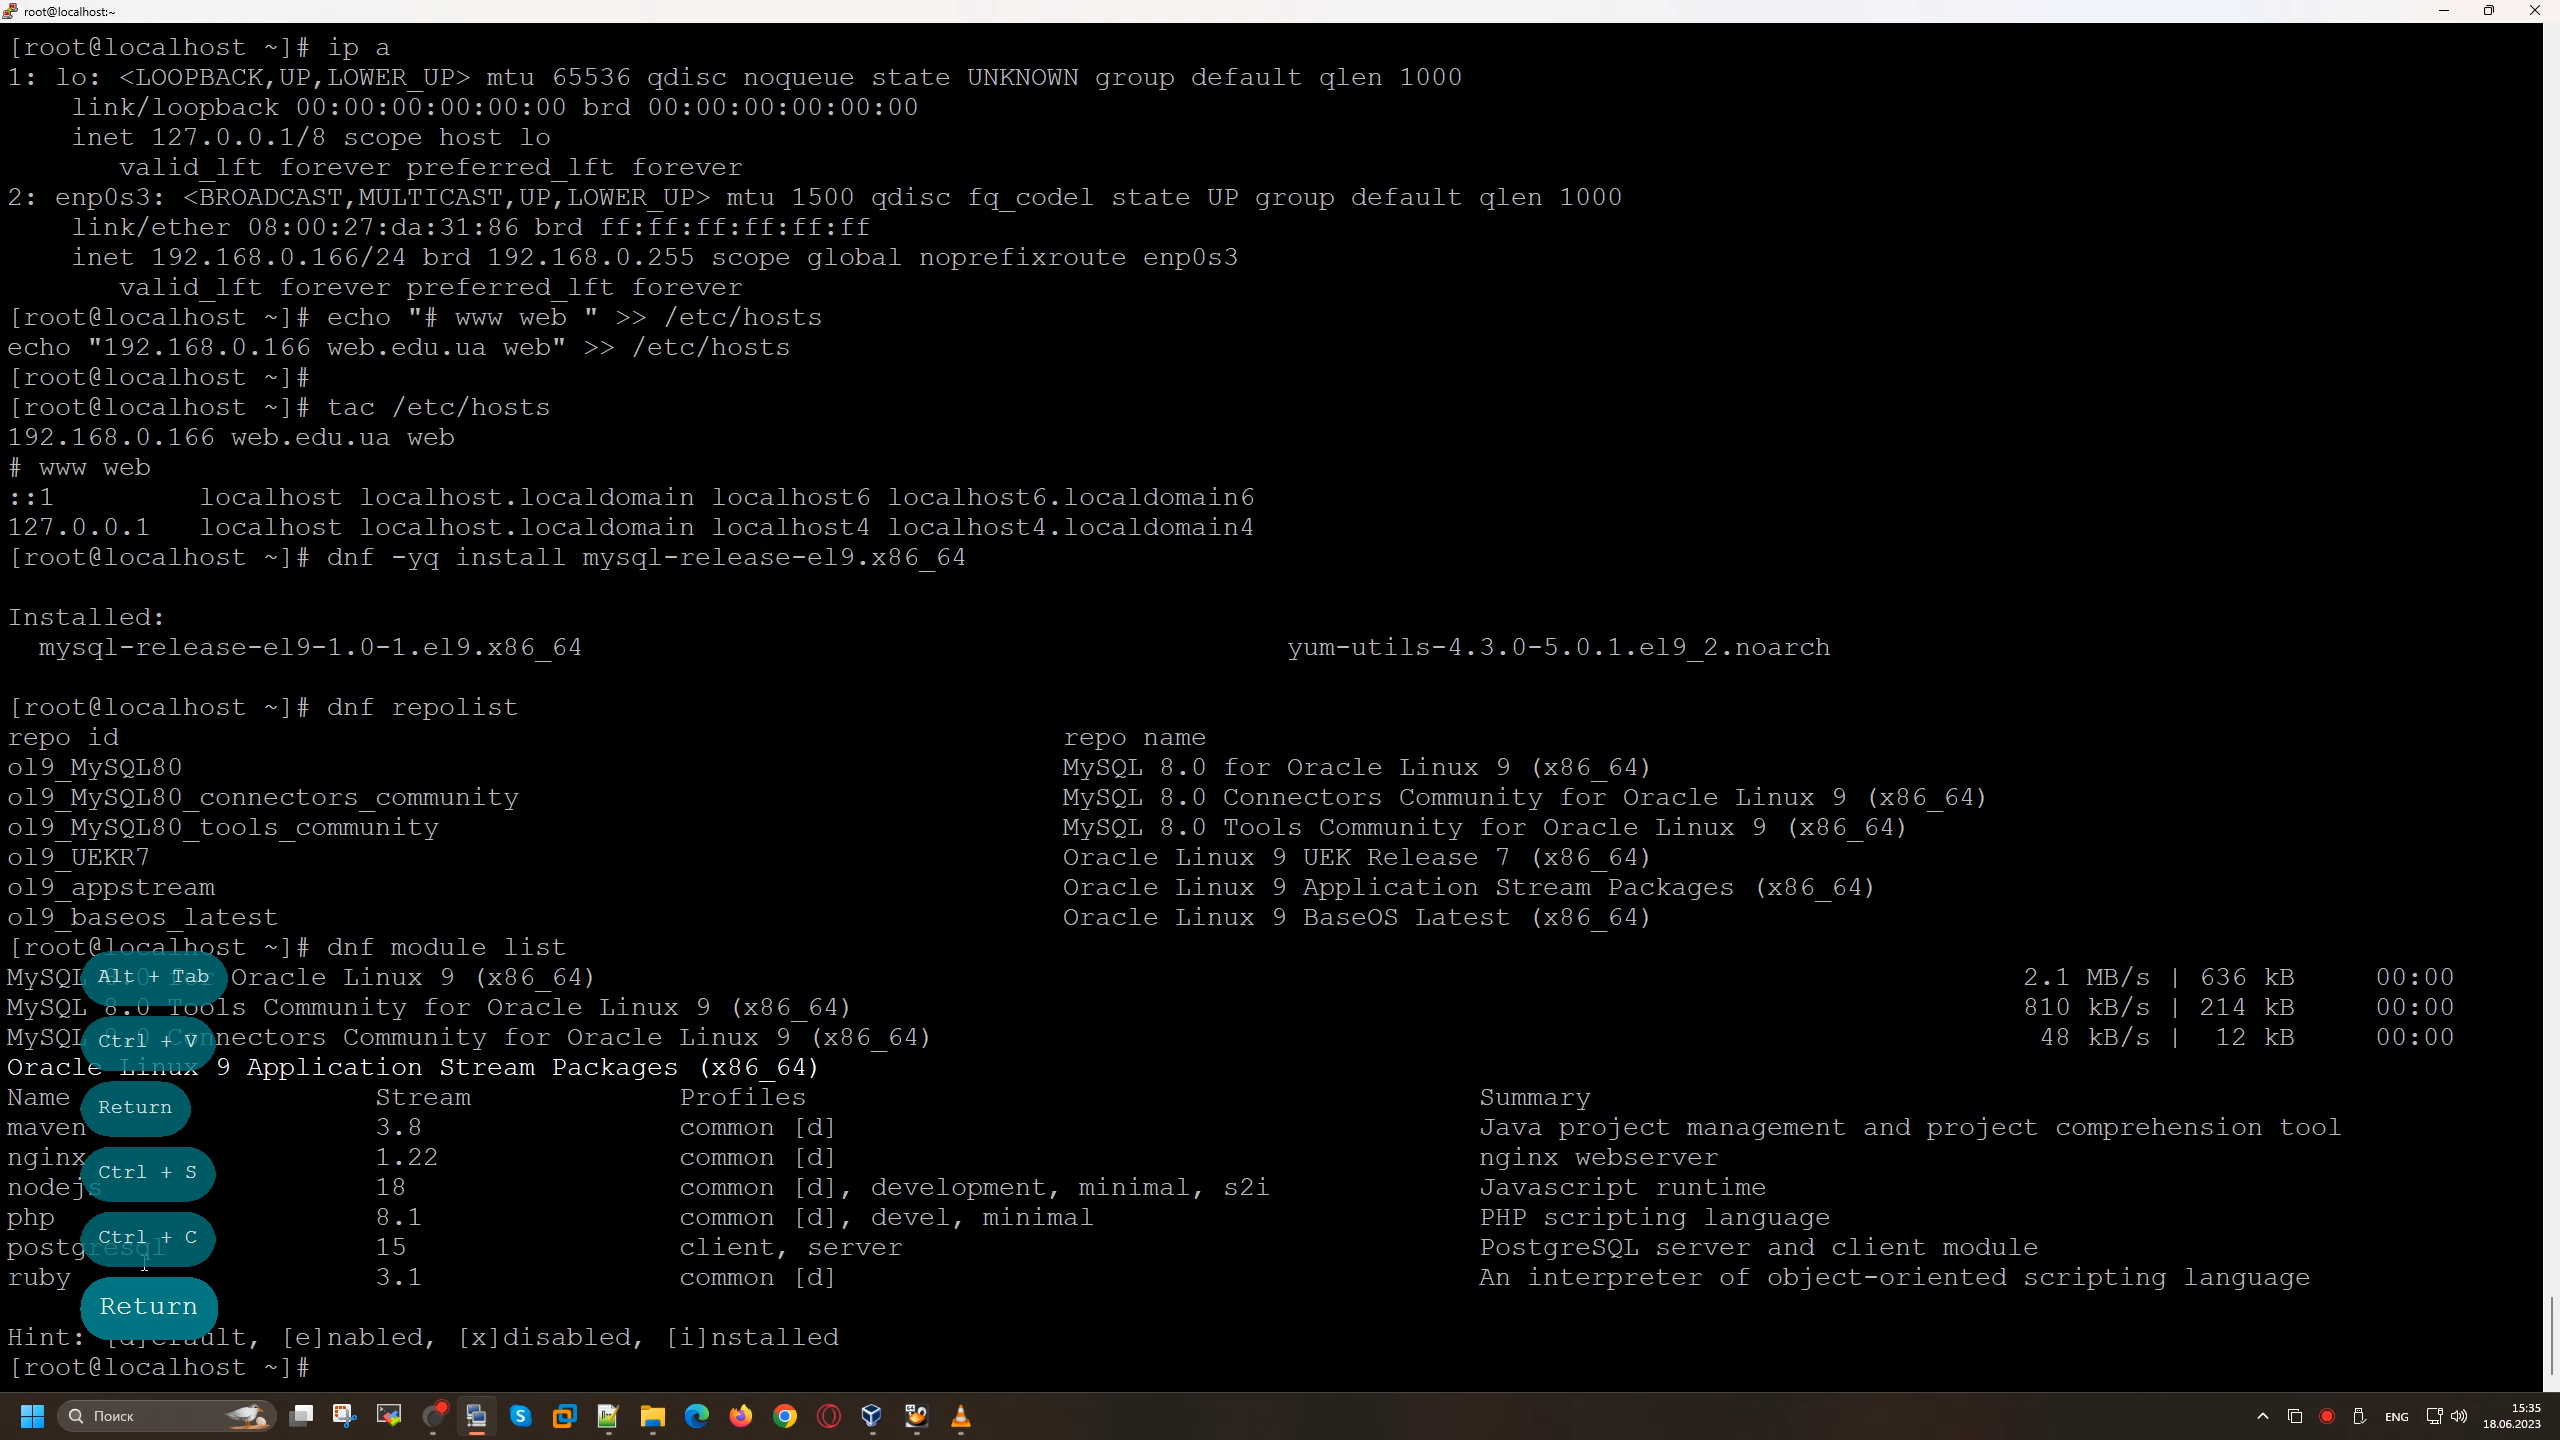 root@localhost:~
[root@localhost ~]# ip a
1: lo: <LOOPBACK,UP,LOWER_UP> mtu 65536 qdisc noqueue state UNKNOWN group default qlen 1000
    link/loopback 00:00:00:00:00:00 brd 00:00:00:00:00:00
    inet 127.0.0.1/8 scope host lo
       valid_lft forever preferred_lft forever
2: enp0s3: <BROADCAST,MULTICAST,UP,LOWER_UP> mtu 1500 qdisc fq_codel state UP group default qlen 1000
    link/ether 08:00:27:da:31:86 brd ff:ff:ff:ff:ff:ff
    inet 192.168.0.166/24 brd 192.168.0.255 scope global noprefixroute enp0s3
       valid_lft forever preferred_lft forever
[root@localhost ~]# echo "# www web " >> /etc/hosts
echo "192.168.0.166 web.edu.ua web" >> /etc/hosts
[root@localhost ~]#
[root@localhost ~]# tac /etc/hosts
192.168.0.166 web.edu.ua web
# www web
::1         localhost localhost.localdomain localhost6 localhost6.localdomain6
127.0.0.1   localhost localhost.localdomain localhost4 localhost4.localdomain4
[root@localhost ~]# dnf -yq install mysql-release-el9.x86_64
Installed:
  mysql-release-el9-1.0-1.el9.x86_64 yum-utils-4.3.0-5.0.1.el9_2.noarch
[root@localhost ~]# dnf repolist
repo id repo name
ol9_MySQL80 MySQL 8.0 for Oracle Linux 9 (x86_64)
ol9_MySQL80_connectors_community MySQL 8.0 Connectors Community for Oracle Linux 9 (x86_64)
ol9_MySQL80_tools_community MySQL 8.0 Tools Community for Oracle Linux 9 (x86_64)
ol9_UEKR7 Oracle Linux 9 UEK Release 7 (x86_64)
ol9_appstream Oracle Linux 9 Application Stream Packages (x86_64)
ol9_baseos_latest Oracle Linux 9 BaseOS Latest (x86_64)
[root@localhost ~]# dnf module list
MySQL 8.0 for Oracle Linux 9 (x86_64) 2.1 MB/s | 636 kB 00:00
MySQL 8.0 Tools Community for Oracle Linux 9 (x86_64) 810 kB/s | 214 kB 00:00
MySQL 8.0 Connectors Community for Oracle Linux 9 (x86_64) 48 kB/s | 12 kB 00:00
Oracle Linux 9 Application Stream Packages (x86_64)
Name Stream Profiles Summary
maven 3.8 common [d] Java project management and project comprehension tool
nginx 1.22 common [d] nginx webserver
nodejs 18 common [d], development, minimal, s2i Javascript runtime
php 8.1 common [d], devel, minimal PHP scripting language
postgresql 15 client, server PostgreSQL server and client module
ruby 3.1 common [d] An interpreter of object-oriented scripting language
Hint: [d]efault, [e]nabled, [x]disabled, [i]nstalled
[root@localhost ~]#
Alt + Tab
Ctrl + V
Return
Ctrl + S
Ctrl + C
Return
Поиск
ENG
15:35
18.06.2023